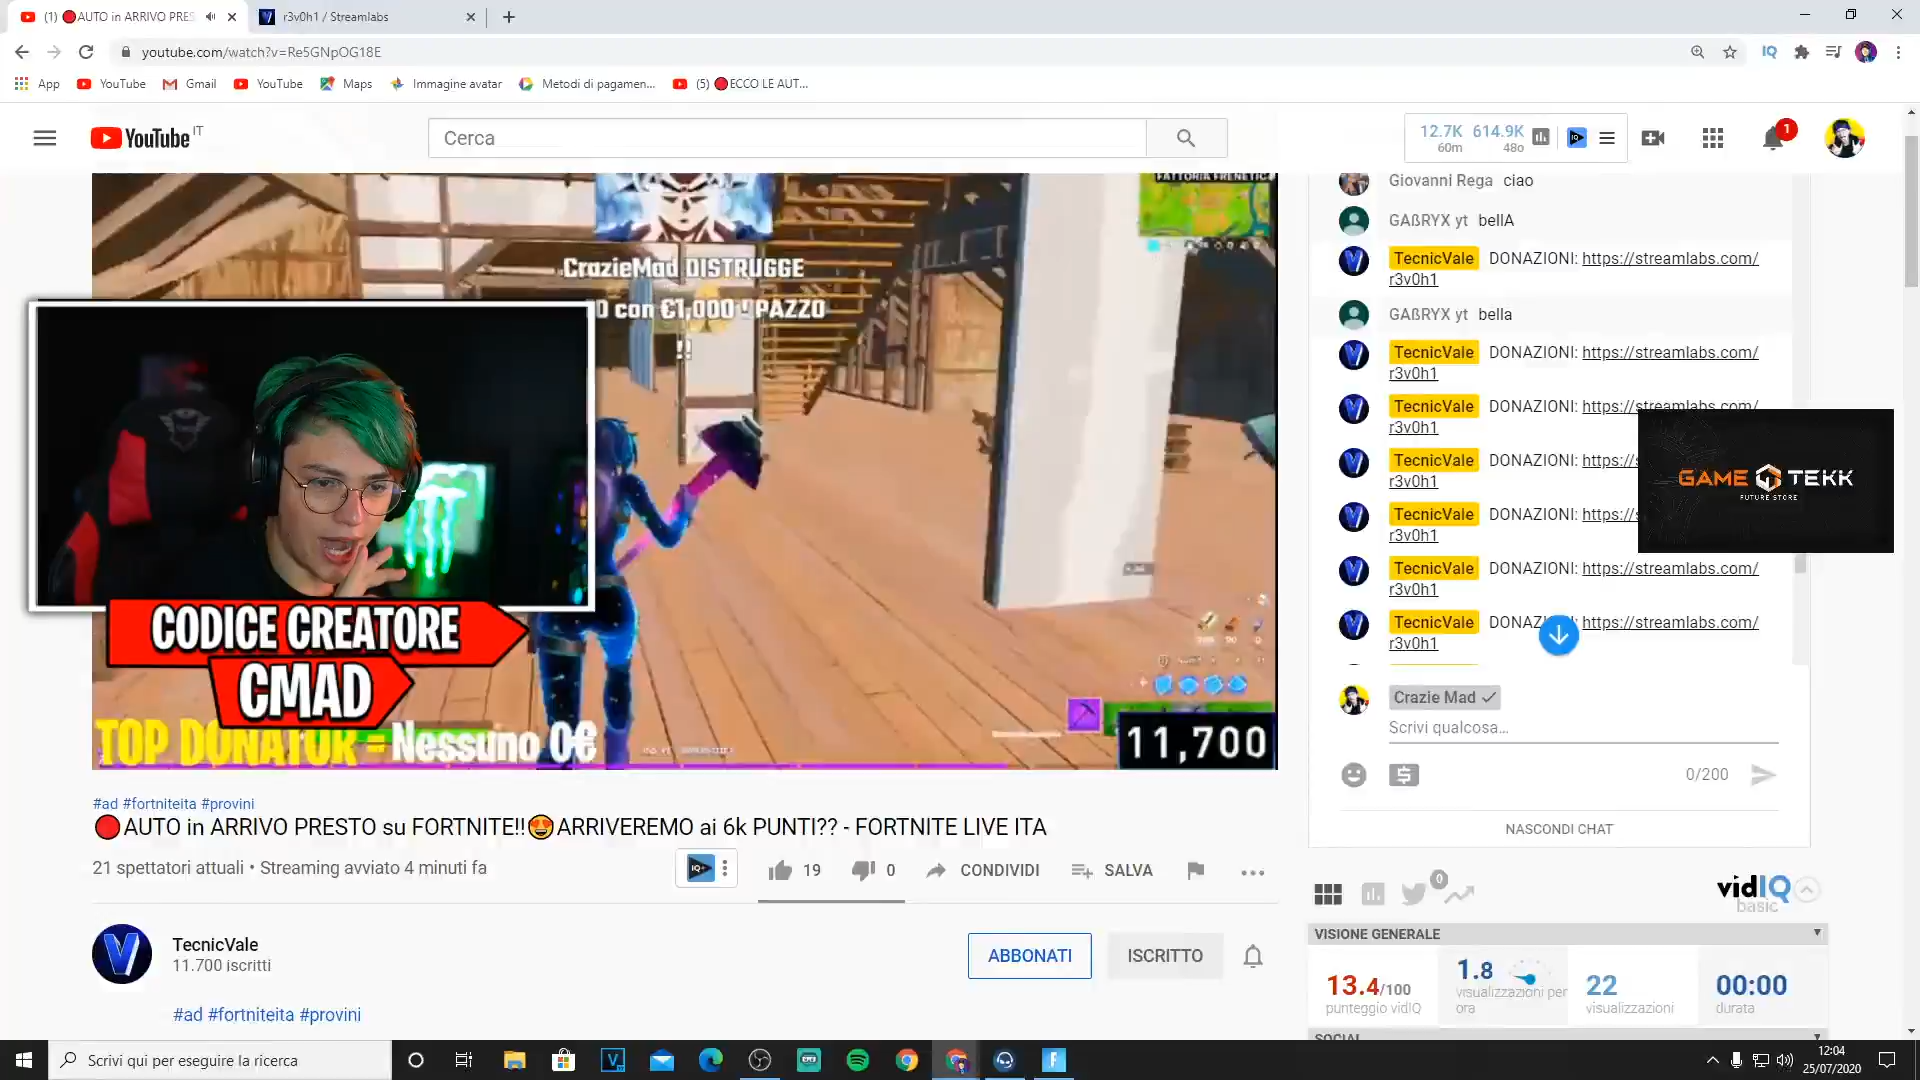 (1) 🔴AUTO in ARRIVO PRES
r3v0h1 / Streamlabs
youtube.com/watch?v=Re5GNpOG18E
App
YouTube
Gmail
YouTube
Maps
Immagine avatar
Metodi di pagamen...
(5) 🔴ECCO LE AUT...
YouTube IT
Cerca
12.7K 614.9K
60m 48o
1
FATTORIA FRENETICA
CrazieMad DISTRUGGE
con €1,000
PAZZO
!!
CODICE CREATORE
CMAD
TOP DONATOR = Nessuno 0€
11,700
#ad #fortniteita #provini
🔴AUTO in ARRIVO PRESTO su FORTNITE!!😍ARRIVEREMO ai 6k PUNTI?? - FORTNITE LIVE ITA
21 spettatori attuali • Streaming avviato 4 minuti fa
19
0
CONDIVIDI
SALVA
TecnicVale
11.700 iscritti
ABBONATI
ISCRITTO
#ad #fortniteita #provini
Giovanni Rega ciao
GAßRYX yt bellA
TecnicVale DONAZIONI: https://streamlabs.com/
r3v0h1
GAßRYX yt bella
TecnicVale DONAZIONI: https://streamlabs.com/
r3v0h1
TecnicVale DONAZIONI: https://streamlabs.com/
r3v0h1
TecnicVale DONAZIONI: https://
r3v0h1
TecnicVale DONAZIONI: https://
r3v0h1
TecnicVale DONAZIONI: https://streamlabs.com/
r3v0h1
TecnicVale DONAZIONI: https://streamlabs.com/
r3v0h1
GAME TEKK
FUTURE STORE
Crazie Mad ✓
Scrivi qualcosa...
0/200
NASCONDI CHAT
0
vidIQ
basic
VISIONE GENERALE
13.4/100
punteggio vidIQ
1.8
visualizzazioni per
ora
22
visualizzazioni
00:00
durata
SOCIAL
Scrivi qui per eseguire la ricerca
12:04
25/07/2020